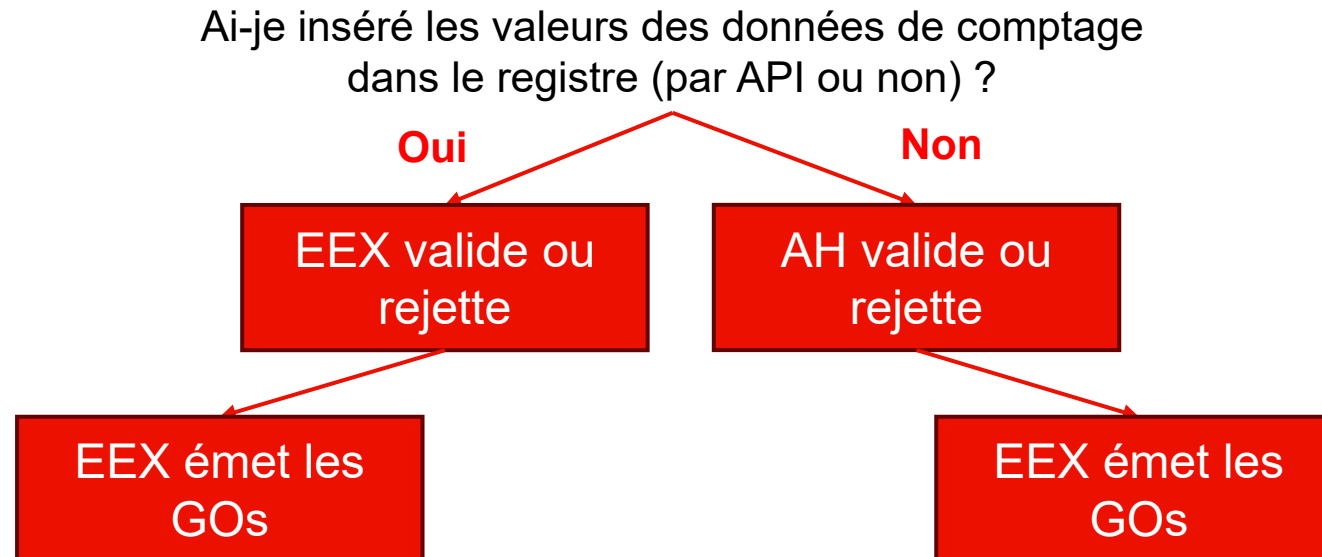 Ai-je inséré les valeurs des données de comptage
dans le registre (par API ou non) ?
Oui
Non
EEX valide ou
rejette
AH valide ou
rejette
EEX émet les
GOs
EEX émet les
GOs